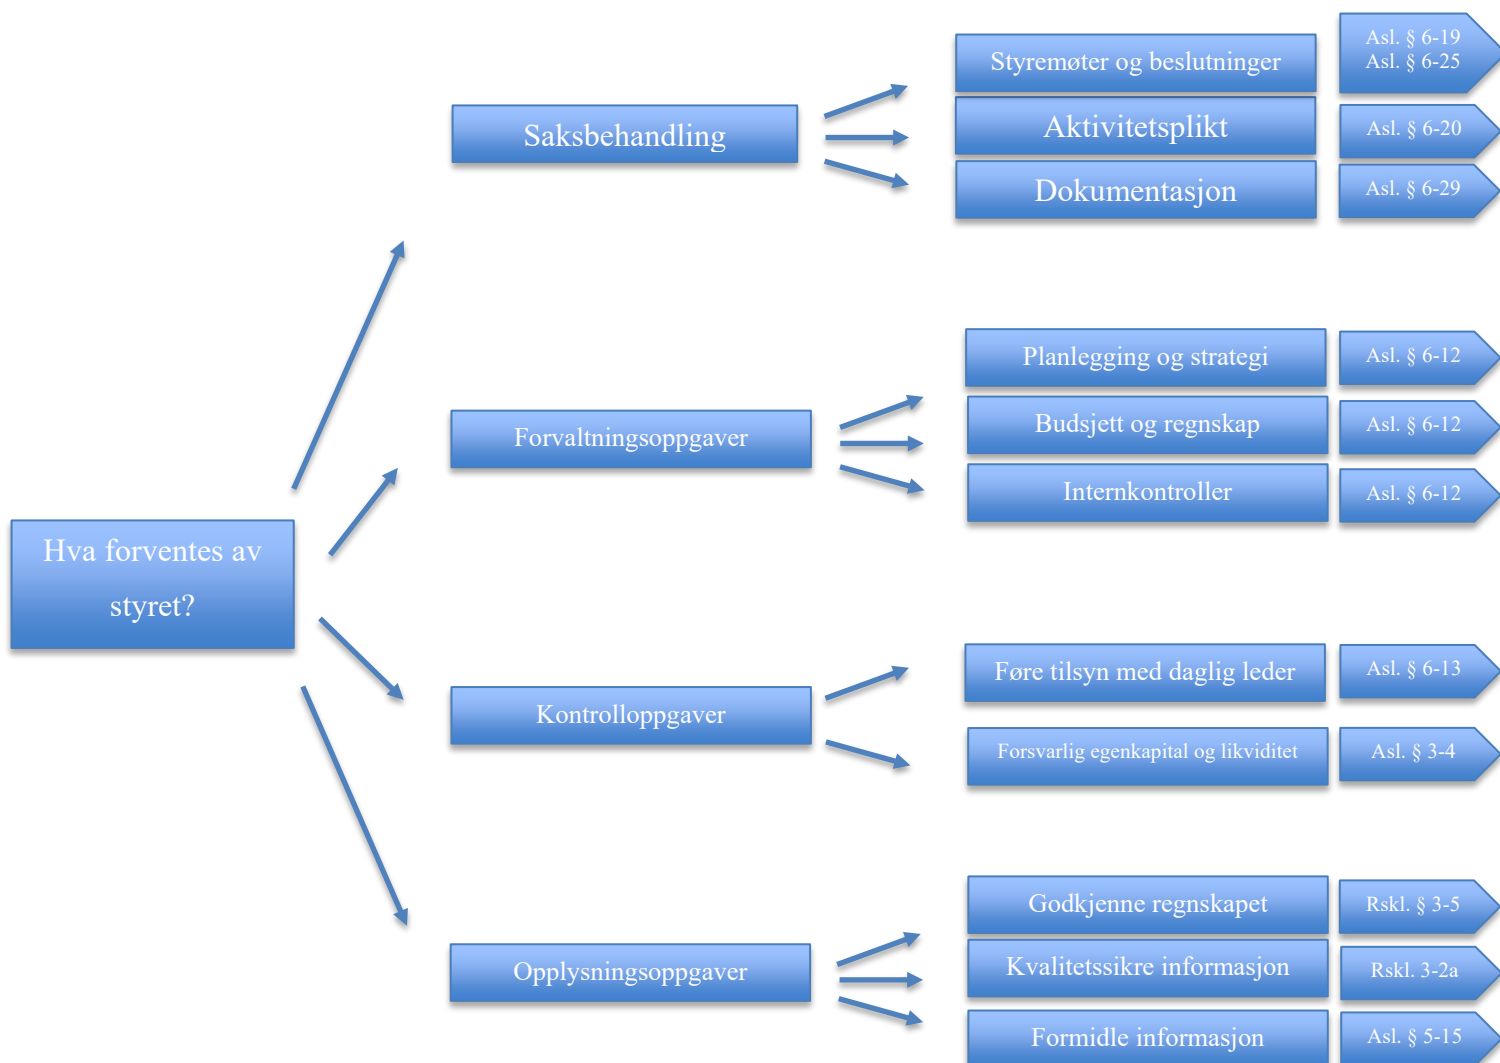 Hva forventes av
styret?
Saksbehandling
Styremøter og beslutninger
Asl. § 6-19
Asl. § 6-25
Aktivitetsplikt
Asl. § 6-20
Dokumentasjon
Asl. § 6-29
Forvaltningsoppgaver
Planlegging og strategi
Asl. § 6-12
Budsjett og regnskap
Asl. § 6-12
Internkontroller
Asl. § 6-12
Kontrolloppgaver
Føre tilsyn med daglig leder
Asl. § 6-13
Forsvarlig egenkapital og likviditet
Asl. § 3-4
Opplysningsoppgaver
Godkjenne regnskapet
Rskl. § 3-5
Kvalitetssikre informasjon
Rskl. 3-2a
Formidle informasjon
Asl. § 5-15